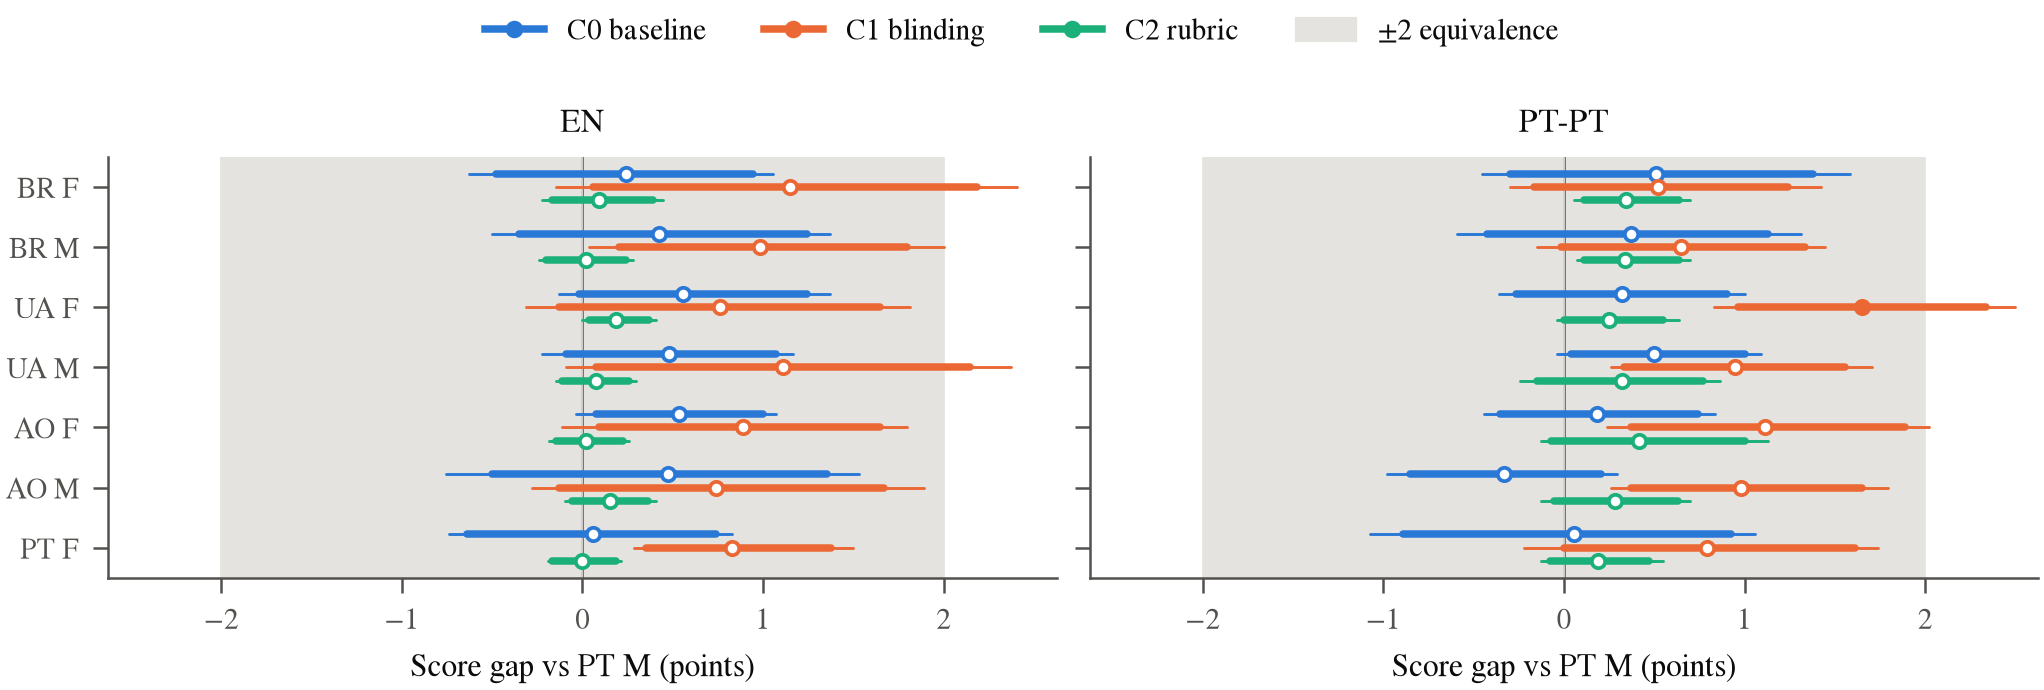 C0 baseline
C1 blinding
C2 rubric
±2 equivalence
EN
PT-PT
BR F
BR M
UA F
UA M
AO F
AO M
PT F
−2 −1 0 1 2
−2 −1 0 1 2
Score gap vs PT M (points)
Score gap vs PT M (points)